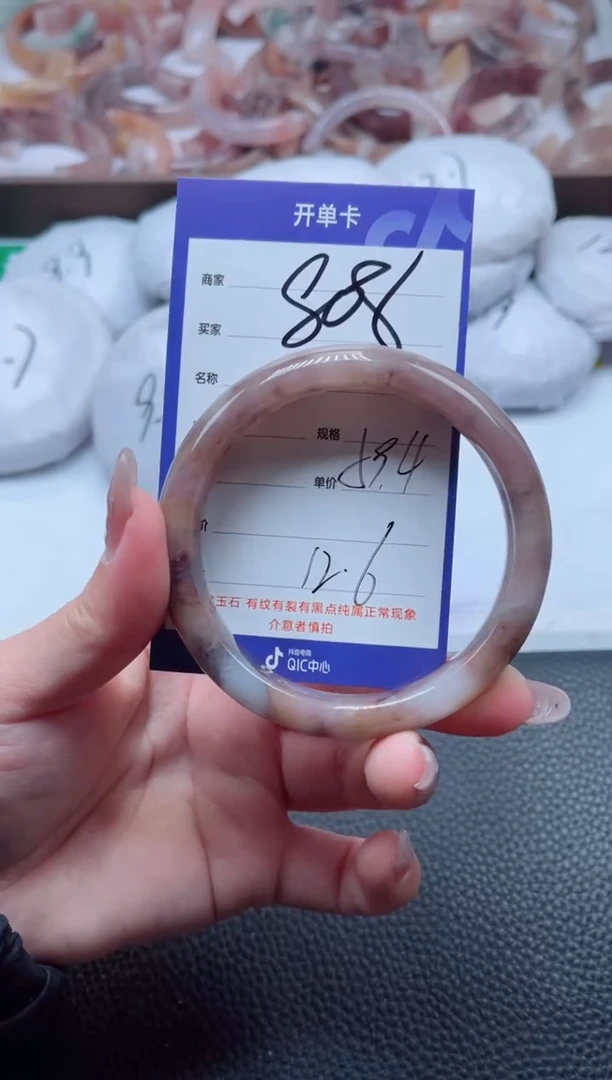 开单卡
商家 808
买家
名称
规格
单价 59.4
价
12.6
玉石 有纹有裂有黑点纯属正常现象
介意者慎拍
抖音电商
QIC中心